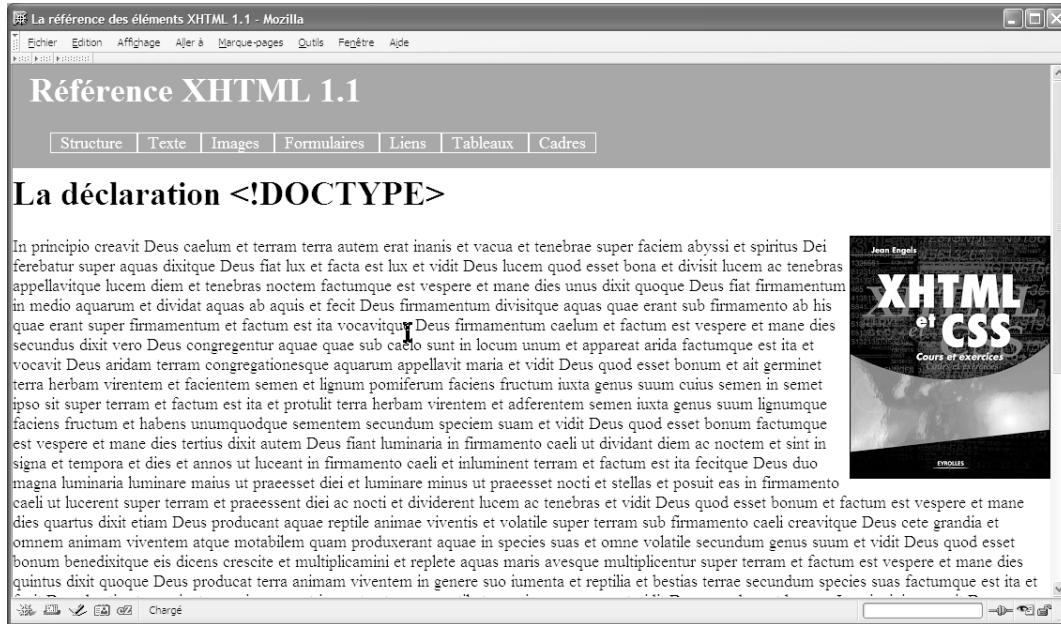 La référence des éléments XHTML 1.1 - Mozilla
Fichier Edition Affichage Aller à Marque-pages Outils Fenêtre Aide
Référence XHTML 1.1
Structure Texte Images Formulaires Liens Tableaux Cadres
La déclaration <!DOCTYPE>
In principio creavit Deus caelum et terram terra autem erat inanis et vacua et tenebrae super faciem abyssi et spiritus Dei
ferebatur super aquas dixitque Deus fiat lux et facta est lux et vidit Deus lucem quod esset bona et divisit lucem ac tenebras
appellavitque lucem diem et tenebras noctem factumque est vespere et mane dies unus dixit quoque Deus fiat firmamentum
in medio aquarum et dividat aquas ab aquis et fecit Deus firmamentum divisitque aquas quae erant sub firmamento ab his
quae erant super firmamentum et factum est ita vocavitque Deus firmamentum caelum et factum est vespere et mane dies
secundus dixit vero Deus congregentur aquae quae sub caelo sunt in locum unum et appareat arida factumque est ita et
vocavit Deus aridam terram congregationesque aquarum appellavit maria et vidit Deus quod esset bonum et ait germinet
terra herbam virentem et facientem semen et lignum pomiferum faciens fructum iuxta genus suum cuius semen in semet
ipso sit super terram et factum est ita et protulit terra herbam virentem et adferentem semen iuxta genus suum lignumque
faciens fructum et habens unumquodque sementem secundum speciem suam et vidit Deus quod esset bonum factumque
est vespere et mane dies tertius dixit autem Deus fiant luminaria in firmamento caeli ut dividant diem ac noctem et sint in
signa et tempora et dies et annos ut luceant in firmamento caeli et inluminent terram et factum est ita fecitque Deus duo
magna luminaria luminare maius ut praeesset diei et luminare minus ut praeesset nocti et stellas et posuit eas in firmamento
caeli ut lucerent super terram et praeessent diei ac nocti et dividerent lucem ac tenebras et vidit Deus quod esset bonum et factum est vespere et mane
dies quartus dixit etiam Deus producant aquae reptile animae viventis et volatile super terram sub firmamento caeli creavitque Deus cete grandia et
omnem animam viventem atque motabilem quam produxerant aquae in species suas et omne volatile secundum genus suum et vidit Deus quod esset
bonum benedixitque eis dicens crescite et multiplicamini et replete aquas maris avesque multiplicentur super terram et factum est vespere et mane dies
quintus dixit quoque Deus producat terra animam viventem in genere suo iumenta et reptilia et bestias terrae secundum species suas factumque est ita et
Jean Engels
XHTML
et CSS
Cours et exercices
Cours et exercices
EYROLLES
Chargé